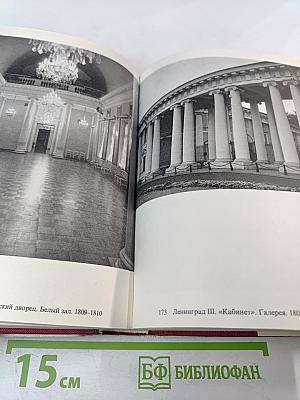 ский дворец. Белый зал. 1809–1810
173 Ленинград Ш. «Кабинет». Галерея. 180
15 см
БФ БИБЛИОФАН